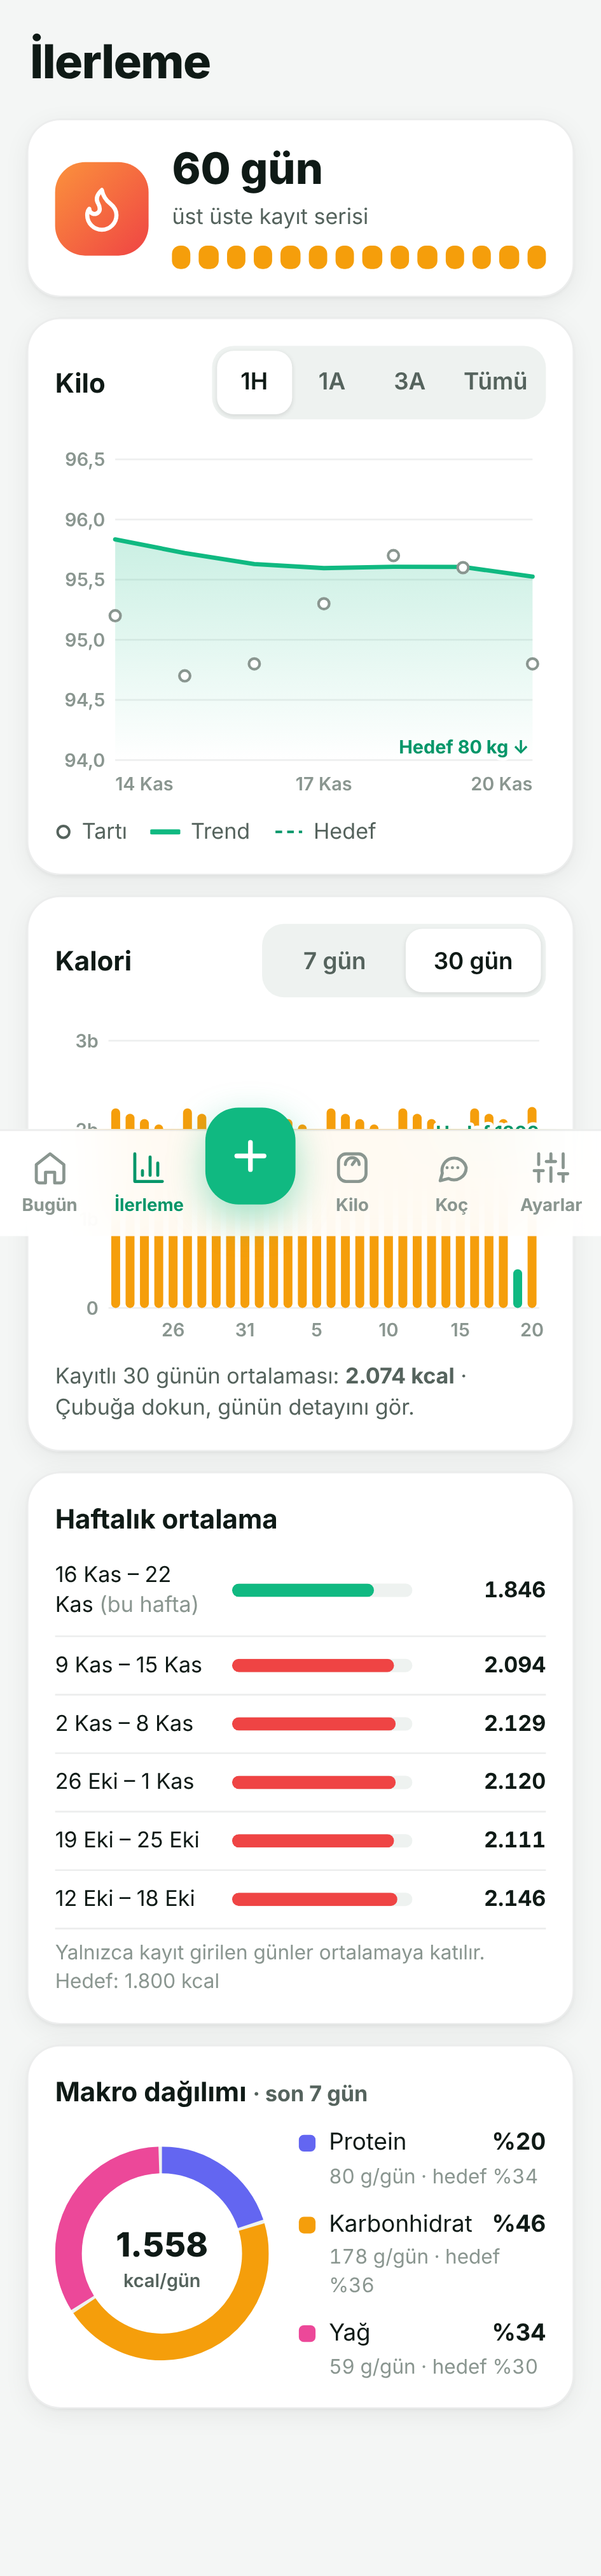 İlerleme
60 gün
üst üste kayıt serisi
Kilo
1H 1A 3A Tümü
96,5
96,0
95,5
95,0
94,5
94,0
Hedef 80 kg ↓
14 Kas 17 Kas 20 Kas
Tartı Trend Hedef
Kalori
7 gün 30 gün
3b
Bugün İlerleme Kilo Koç Ayarlar
0
26 31 5 10 15 20
Kayıtlı 30 günün ortalaması: 2.074 kcal ·
Çubuğa dokun, günün detayını gör.
Haftalık ortalama
16 Kas – 22
Kas (bu hafta) 1.846
9 Kas – 15 Kas 2.094
2 Kas – 8 Kas 2.129
26 Eki – 1 Kas 2.120
19 Eki – 25 Eki 2.111
12 Eki – 18 Eki 2.146
Yalnızca kayıt girilen günler ortalamaya katılır.
Hedef: 1.800 kcal
Makro dağılımı · son 7 gün
1.558
kcal/gün
Protein %20
80 g/gün · hedef %34
Karbonhidrat %46
178 g/gün · hedef
%36
Yağ %34
59 g/gün · hedef %30